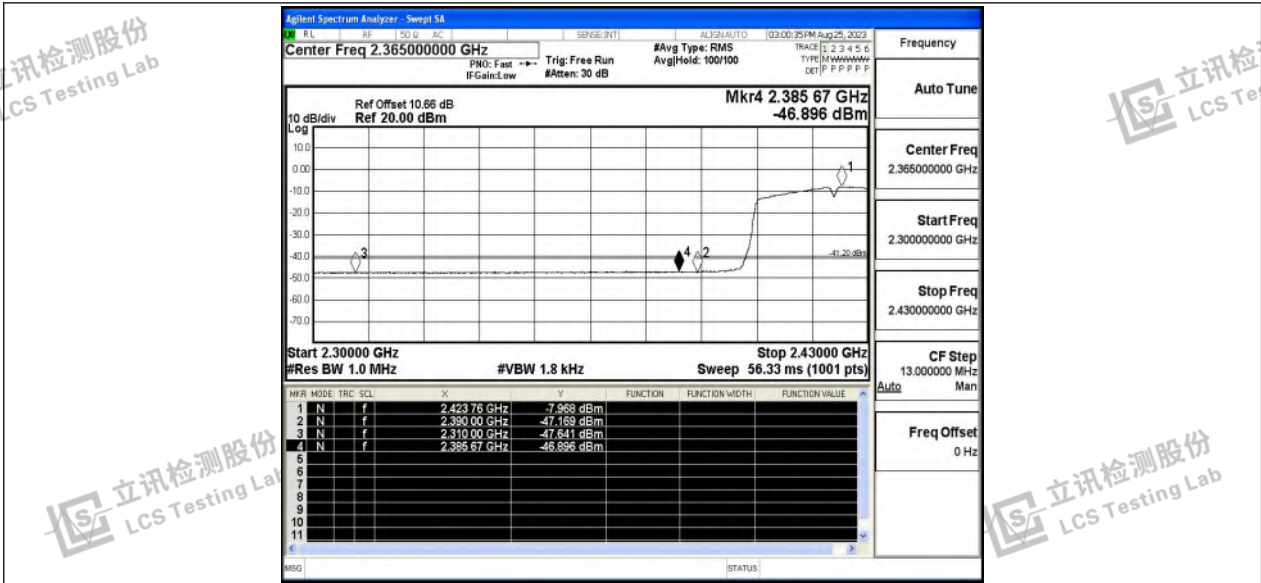 立讯检测股份
LCS Testing Lab
Agilent Spectrum Analyzer - Swept SA
RL RF 50 Ω AC SENSE:INT ALIGNAUTO 03:00:35PM Aug 25, 2023
Center Freq 2.365000000 GHz
PNO: Fast
IFGain:Low
Trig: Free Run
#Atten: 30 dB
#Avg Type: RMS
Avg|Hold: 100/100
TRACE 1 2 3 4 5 6
TYPE M WWWWW
DET P P P P P P
Mkr4 2.385 67 GHz
-46.896 dBm
Ref Offset 10.66 dB
10 dB/div Ref 20.00 dBm
Log
10.0
0.00
-10.0
-20.0
-30.0
-40.0
-50.0
-60.0
-70.0
1
3
4
2
-41.20 dBm
Start 2.30000 GHz Stop 2.43000 GHz
#Res BW 1.0 MHz #VBW 1.8 kHz Sweep 56.33 ms (1001 pts)
MKR MODE TRC SCL X Y FUNCTION FUNCTION WIDTH FUNCTION VALUE
1 N f 2.423 76 GHz -7.968 dBm
2 N f 2.390 00 GHz -47.169 dBm
3 N f 2.310 00 GHz -47.641 dBm
4 N f 2.385 67 GHz -46.896 dBm
5
6
7
8
9
10
11
MSG STATUS
Frequency
Auto Tune
Center Freq
2.365000000 GHz
Start Freq
2.300000000 GHz
Stop Freq
2.430000000 GHz
CF Step
13.000000 MHz
Auto Man
Freq Offset
0 Hz
立讯检
LCS Te
立讯检测股份
LCS Testing Lab
立讯检测股份
LCS Testing Lab